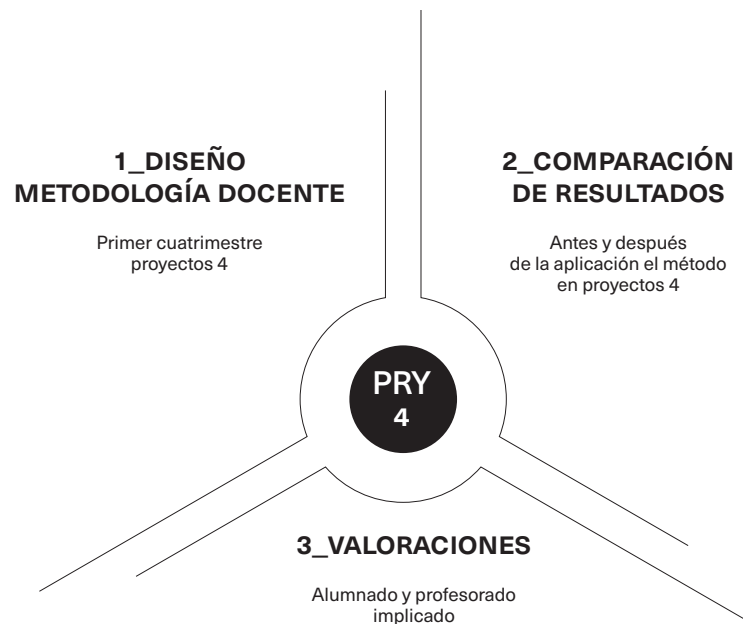 1_DISEÑO
METODOLOGÍA DOCENTE
Primer cuatrimestre
proyectos 4
2_COMPARACIÓN
DE RESULTADOS
Antes y después
de la aplicación el método
en proyectos 4
PRY
4
3_VALORACIONES
Alumnado y profesorado
implicado